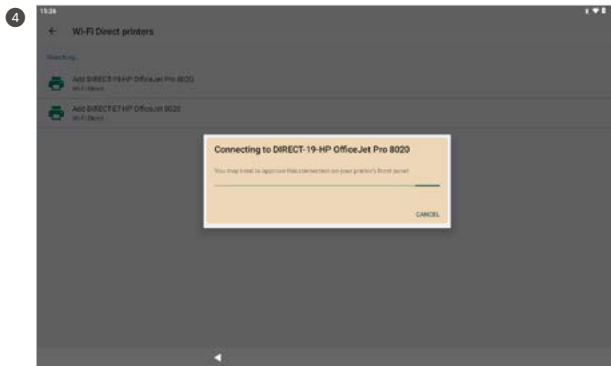 4
15:26
Wi-Fi Direct printers
Searching...
Add DIRECT-19-HP OfficeJet Pro 8020
Wi-Fi Direct
Add DIRECT-E7-HP OfficeJet 8020
Wi-Fi Direct
Connecting to DIRECT-19-HP OfficeJet Pro 8020
You may need to approve this connection on your printer's front panel
CANCEL